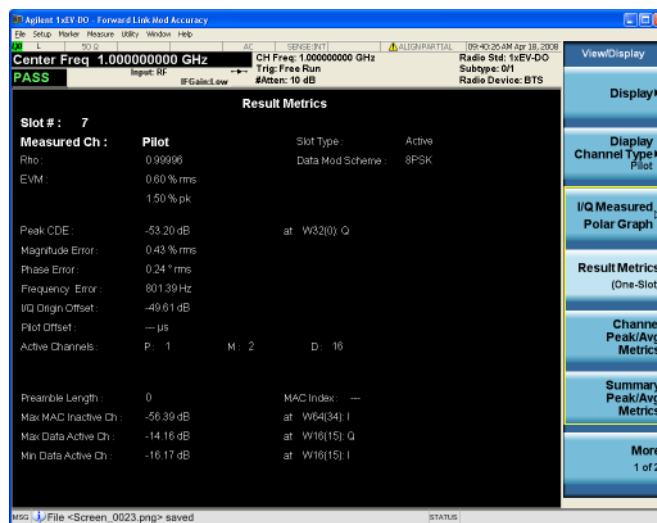 Agilent 1xEV-DO - Forward Link Mod Accuracy
File Setup Marker Measure Utility Window Help
L 50 Ω AC SENSE:INT ALIGN PARTIAL 09:40:26 AM Apr 18, 2008
Center Freq 1.000000000 GHz
CH Freq: 1.000000000 GHz
Radio Std: 1xEV-DO
Input: RF
Trig: Free Run
Subtype: 0/1
PASS
IFGain:Low
#Atten: 10 dB
Radio Device: BTS
Result Metrics
Slot # : 7
Measured Ch : Pilot Slot Type : Active
Rho : 0.99996 Data Mod Scheme : 8PSK
EVM : 0.60 % rms
1.50 % pk
Peak CDE : -53.20 dB at W32(0): Q
Magnitude Error : 0.43 % rms
Phase Error : 0.24 ° rms
Frequency Error : 801.39 Hz
I/Q Origin Offset : -49.61 dB
Pilot Offset : --- µs
Active Channels : P : 1 M : 2 D : 16
Preamble Length : 0 MAC Index : ---
Max MAC Inactive Ch : -56.39 dB at W64(34): I
Max Data Active Ch : -14.16 dB at W16(15): Q
Min Data Active Ch : -16.17 dB at W16(15): I
View/Display
Display
Diaplay
Channel Type
Pilot
I/Q Measured
Polar Graph
Result Metrics
(One-Slot
Channe
Peak/Avg
Metrics
Summary
Peak/Avg
Metrics
More
1 of 2
MSG File <Screen_0023.png> saved STATUS